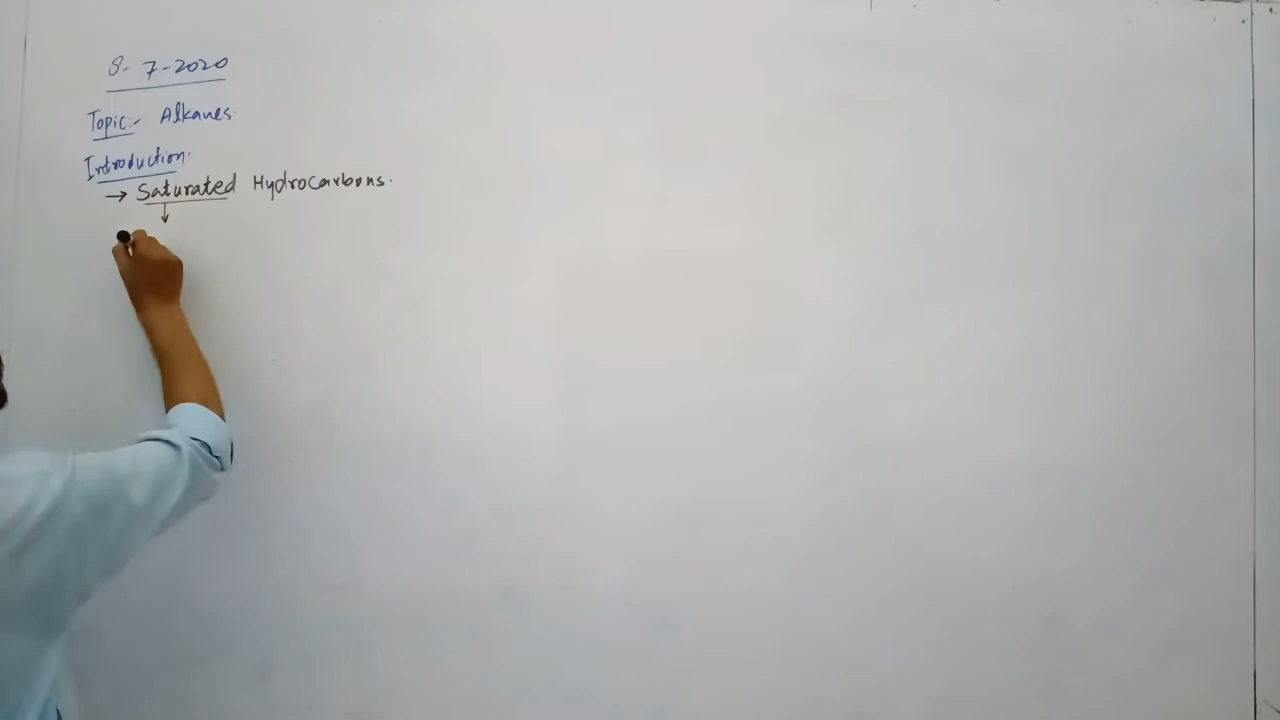 8-7-2020
Topic:- Alkanes.
Introduction.
→ Saturated Hydrocarbons.